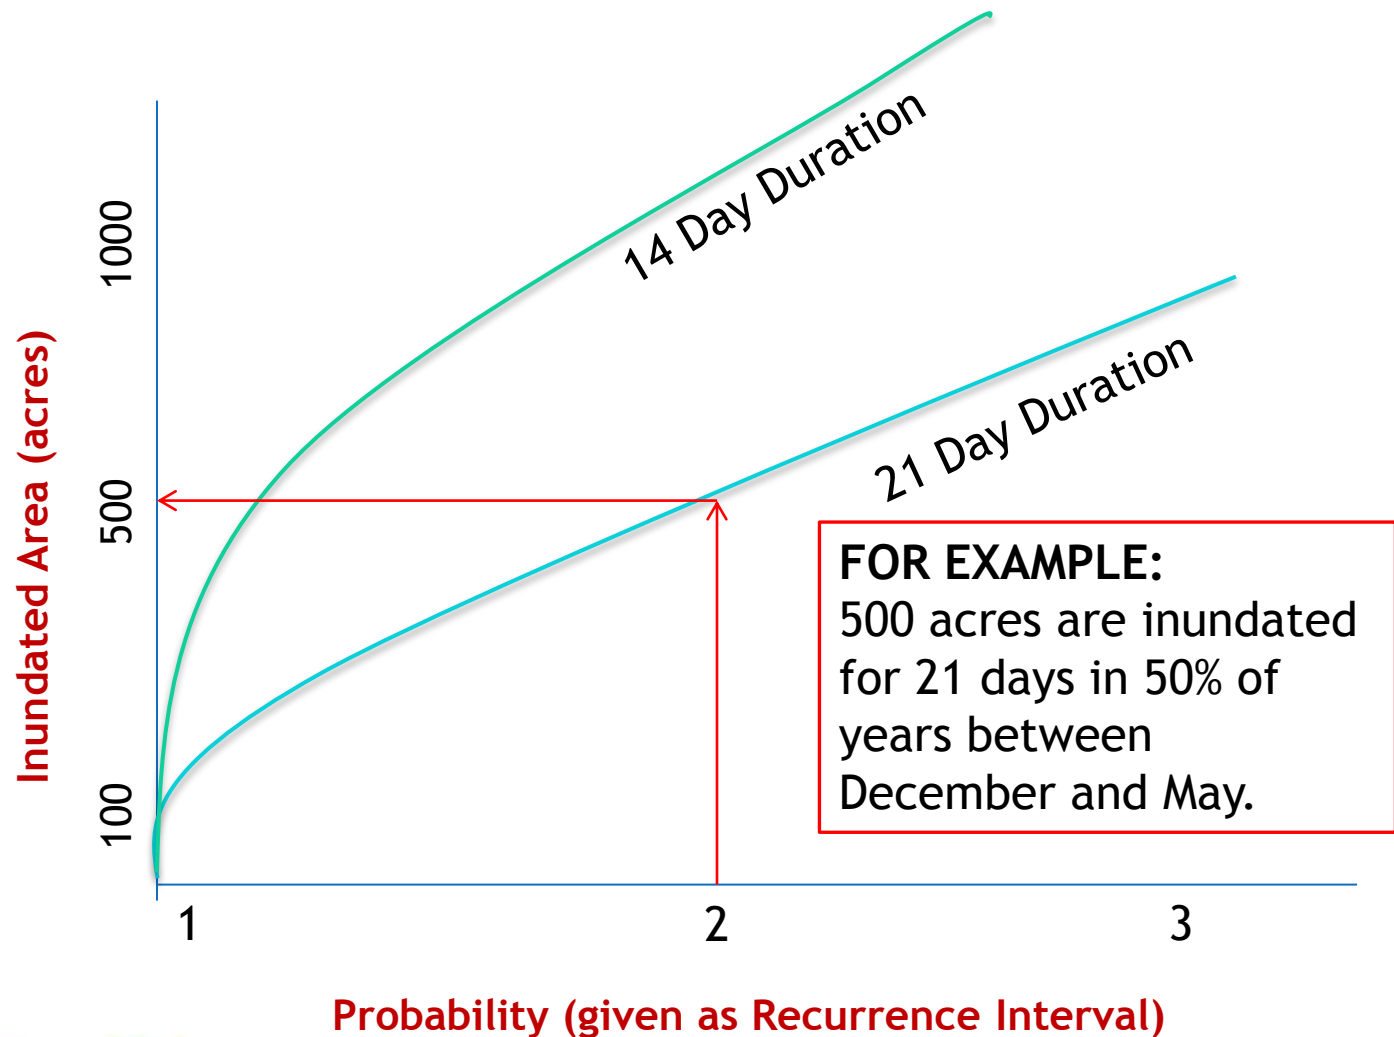 1000
500
100
Inundated Area (acres)
14 Day Duration
21 Day Duration
FOR EXAMPLE:
500 acres are inundated
for 21 days in 50% of
years between
December and May.
1
2
3
Probability (given as Recurrence Interval)